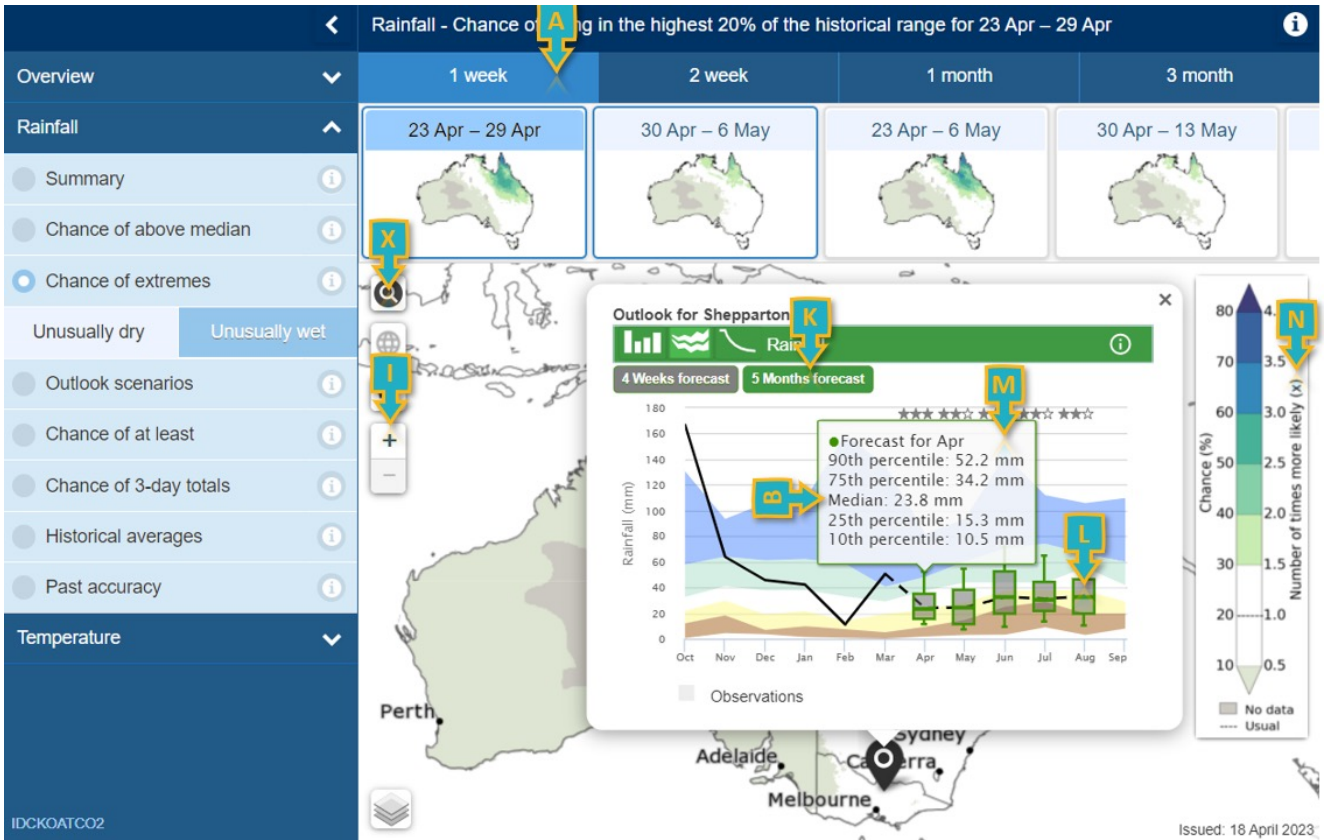 Rainfall - Chance of being in the highest 20% of the historical range for 23 Apr – 29 Apr
A
Overview
1 week
2 week
1 month
3 month
Rainfall
23 Apr – 29 Apr
30 Apr – 6 May
23 Apr – 6 May
30 Apr – 13 May
Summary
Chance of above median
Chance of extremes
Unusually dry
Unusually wet
Outlook scenarios
Chance of at least
Chance of 3-day totals
Historical averages
Past accuracy
Temperature
IDCKOATCO2
X
I
+
−
Outlook for Shepparton
K
4 Weeks forecast
5 Months forecast
M
Rainfall (mm)
180
160
140
120
100
80
60
40
20
0
Forecast for Apr
90th percentile: 52.2 mm
75th percentile: 34.2 mm
B
Median: 23.8 mm
25th percentile: 15.3 mm
10th percentile: 10.5 mm
L
Oct Nov Dec Jan Feb Mar Apr May Jun Jul Aug Sep
Observations
N
Chance (%)
80
70
60
50
40
30
20
10
3.5
3.0
2.5
2.0
1.5
1.0
0.5
Number of times more likely (x)
No data
Usual
Perth
Adelaide
Sydney
Melbourne
Issued: 18 April 2023